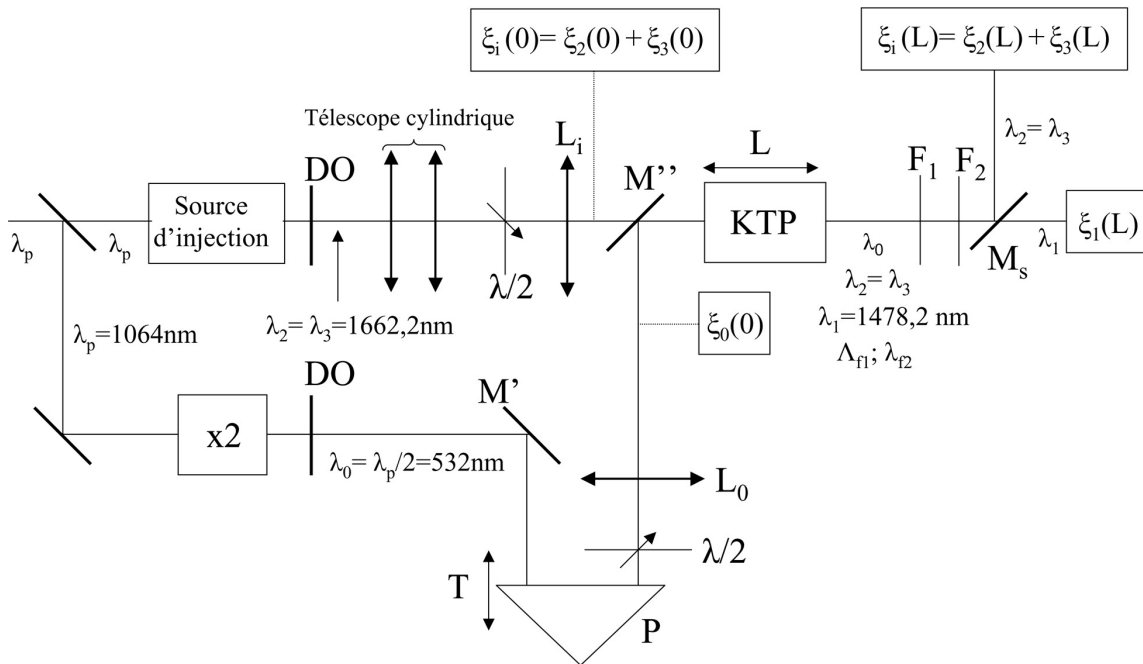 ξi (0)= ξ2(0) + ξ3(0)
ξi (L)= ξ2(L) + ξ3(L)
Télescope cylindrique
DO
Li
M’’
L
F1
F2
λ2= λ3
λp
λp
Source
d’injection
KTP
λ0
Ms
λ1
ξ1(L)
λ/2
λ2= λ3
λ1=1478,2 nm
Λf1; λf2
λ2= λ3=1662,2nm
ξ0(0)
λp=1064nm
DO
M’
x2
λ0= λp/2=532nm
L0
λ/2
T
P